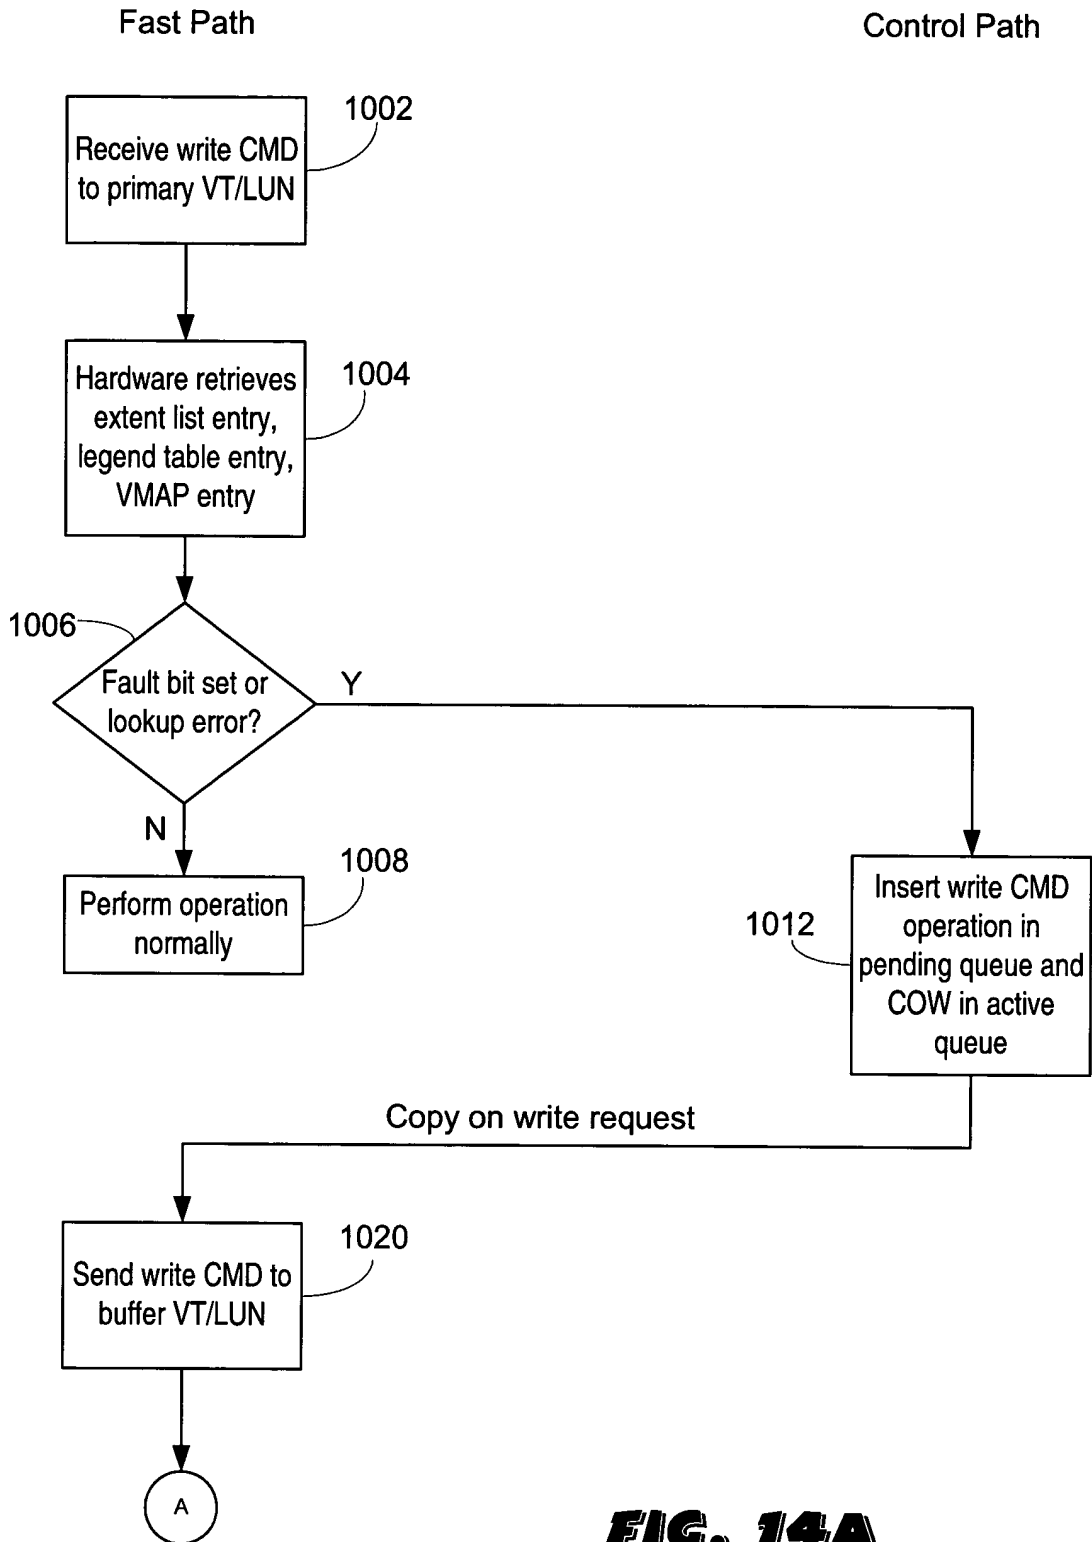 Fast Path
Control Path
1002
Receive write CMD
to primary VT/LUN
1004
Hardware retrieves
extent list entry,
legend table entry,
VMAP entry
1006
Fault bit set or
lookup error?
Y
N
1008
Perform operation
normally
1012
Insert write CMD
operation in
pending queue and
COW in active
queue
Copy on write request
1020
Send write CMD to
buffer VT/LUN
A
FIG. 14A